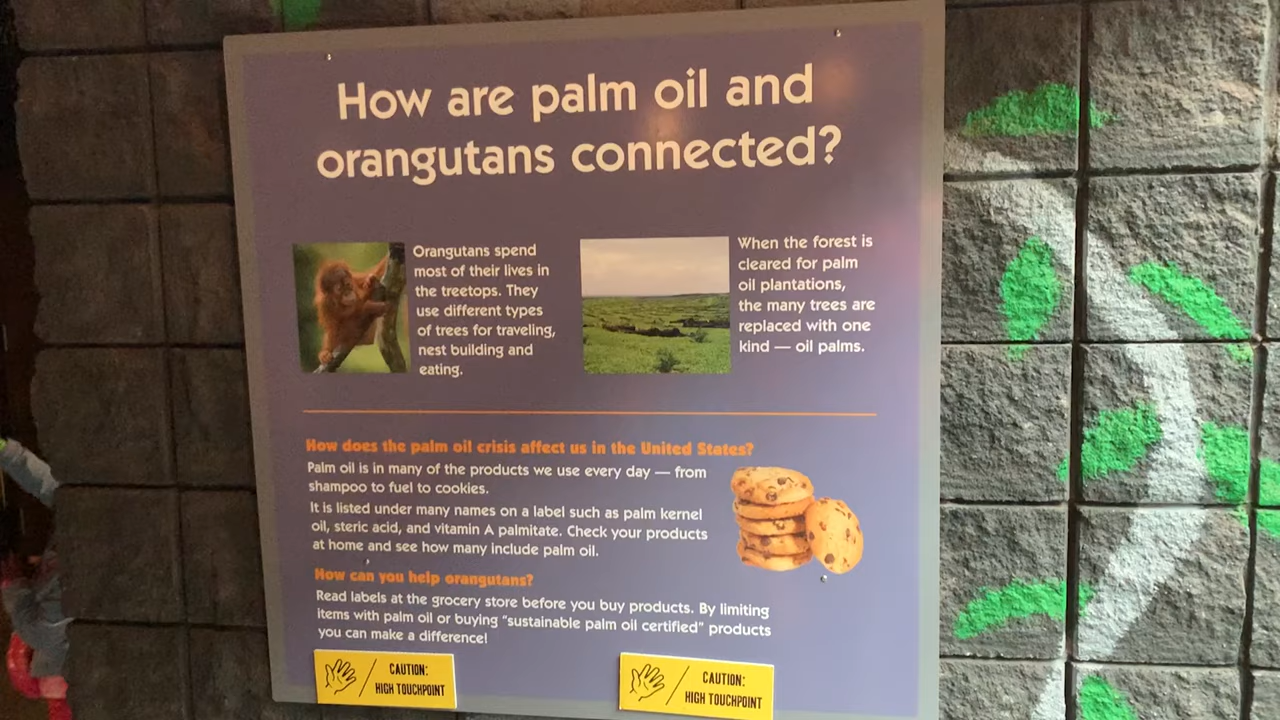 How are palm oil and
orangutans connected?
Orangutans spend
most of their lives in
the treetops. They
use different types
of trees for traveling,
nest building and
eating.
When the forest is
cleared for palm
oil plantations,
the many trees are
replaced with one
kind — oil palms.
How does the palm oil crisis affect us in the United States?
Palm oil is in many of the products we use every day — from
shampoo to fuel to cookies.
It is listed under many names on a label such as palm kernel
oil, steric acid, and vitamin A palmitate. Check your products
at home and see how many include palm oil.
How can you help orangutans?
Read labels at the grocery store before you buy products. By limiting
items with palm oil or buying "sustainable palm oil certified" products
you can make a difference!
CAUTION:
HIGH TOUCHPOINT
CAUTION:
HIGH TOUCHPOINT